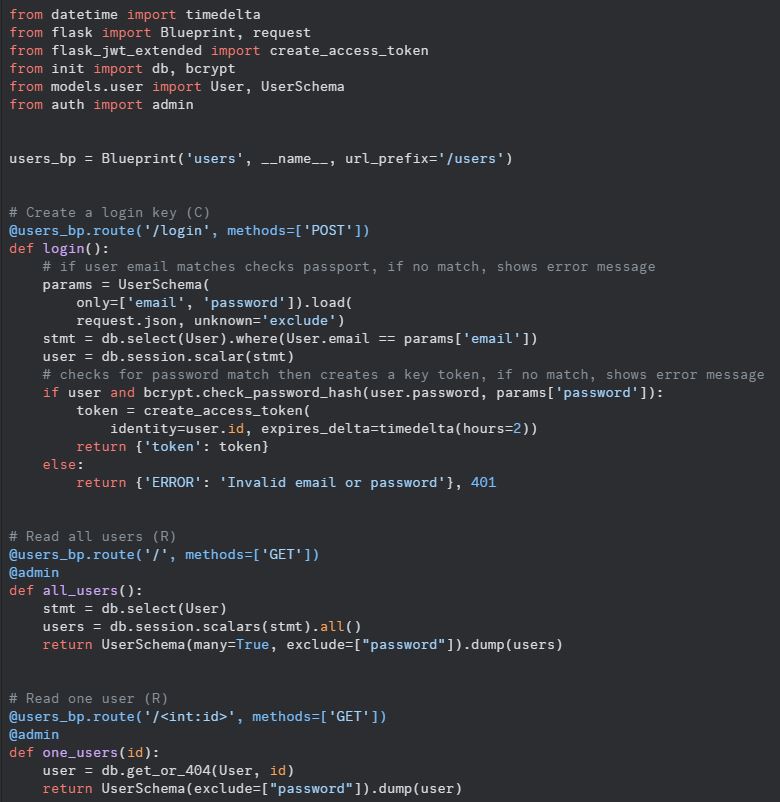 from datetime import timedelta
from flask import Blueprint, request
from flask_jwt_extended import create_access_token
from init import db, bcrypt
from models.user import User, UserSchema
from auth import admin
users_bp = Blueprint('users', __name__, url_prefix='/users')
# Create a login key (C)
@users_bp.route('/login', methods=['POST'])
def login():
    # if user email matches checks passport, if no match, shows error message
    params = UserSchema(
        only=['email', 'password']).load(
        request.json, unknown='exclude')
    stmt = db.select(User).where(User.email == params['email'])
    user = db.session.scalar(stmt)
    # checks for password match then creates a key token, if no match, shows error message
    if user and bcrypt.check_password_hash(user.password, params['password']):
        token = create_access_token(
            identity=user.id, expires_delta=timedelta(hours=2))
        return {'token': token}
    else:
        return {'ERROR': 'Invalid email or password'}, 401
# Read all users (R)
@users_bp.route('/', methods=['GET'])
@admin
def all_users():
    stmt = db.select(User)
    users = db.session.scalars(stmt).all()
    return UserSchema(many=True, exclude=["password"]).dump(users)
# Read one user (R)
@users_bp.route('/<int:id>', methods=['GET'])
@admin
def one_users(id):
    user = db.get_or_404(User, id)
    return UserSchema(exclude=["password"]).dump(user)